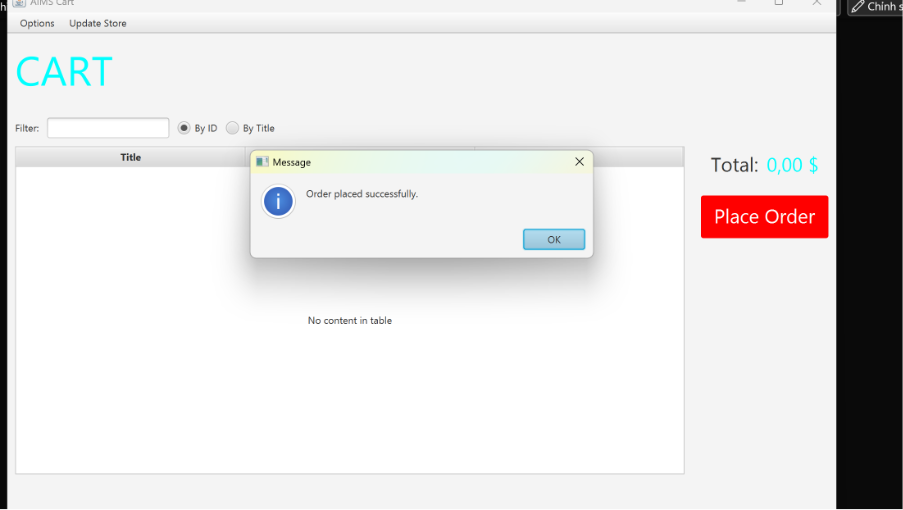 AIMS Cart
Chỉnh s
Options Update Store
CART
Filter: By ID By Title
Title
Message
Order placed successfully.
OK
Total: 0,00 $
Place Order
No content in table